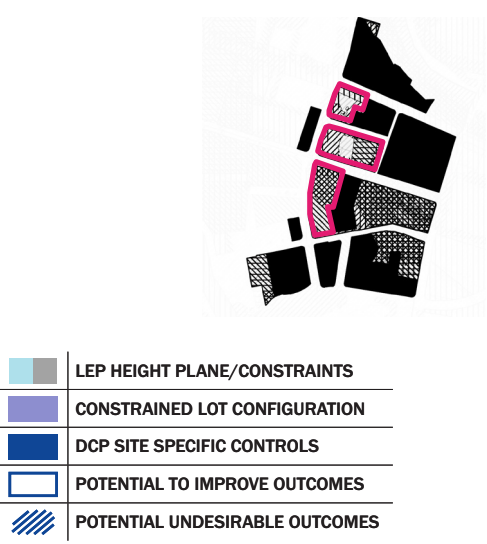 LEP HEIGHT PLANE/CONSTRAINTS
CONSTRAINED LOT CONFIGURATION
DCP SITE SPECIFIC CONTROLS
POTENTIAL TO IMPROVE OUTCOMES
POTENTIAL UNDESIRABLE OUTCOMES